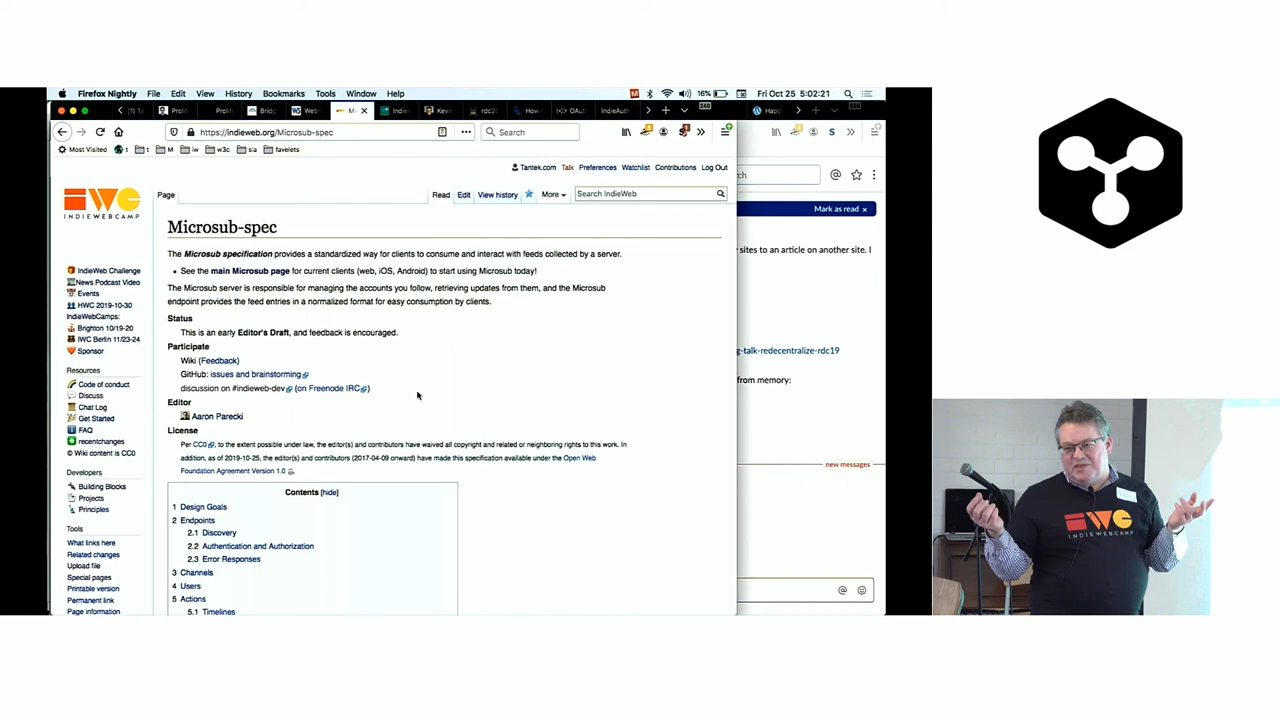 Firefox Nightly File Edit View History Bookmarks Tools Window Help
16% Fri Oct 25 5:02:21
https://indieweb.org/Microsub-spec
Search
Most Visited t t M iw w3c sia favelets
Tantek.com Talk Preferences Watchlist Contributions Log Out
Page
Read Edit View history More Search IndieWeb
INDIEWEBCAMP
Microsub-spec
The Microsub specification provides a standardized way for clients to consume and interact with feeds collected by a server.
See the main Microsub page for current clients (web, iOS, Android) to start using Microsub today!
The Microsub server is responsible for managing the accounts you follow, retrieving updates from them, and the Microsub
endpoint provides the feed entries in a normalized format for easy consumption by clients.
Status
This is an early Editor's Draft, and feedback is encouraged.
Participate
Wiki (Feedback)
GitHub: issues and brainstorming
discussion on #indieweb-dev (on Freenode IRC)
Editor
Aaron Parecki
License
Per CC0, to the extent possible under law, the editor(s) and contributors have waived all copyright and related or neighboring rights to this work. In
addition, as of 2019-10-25, the editor(s) and contributors (2017-04-09 onward) have made this specification available under the Open Web
Foundation Agreement Version 1.0.
Contents [hide]
1 Design Goals
2 Endpoints
2.1 Discovery
2.2 Authentication and Authorization
2.3 Error Responses
3 Channels
4 Users
5 Actions
5.1 Timelines
IndieWeb Challenge
News Podcast Video
Events
HWC 2019-10-30
IndieWebCamps:
Brighton 10/19-20
IWC Berlin 11/23-24
Sponsor
Resources
Code of conduct
Discuss
Chat Log
Get Started
FAQ
recentchanges
Wiki content is CC0
Developers
Building Blocks
Projects
Principles
Tools
What links here
Related changes
Upload file
Special pages
Printable version
Permanent link
Page information
Mark as read
sites to an article on another site. I
g-talk-redecentralize-rdc19
from memory:
new messages
INDIEWEBCAMP